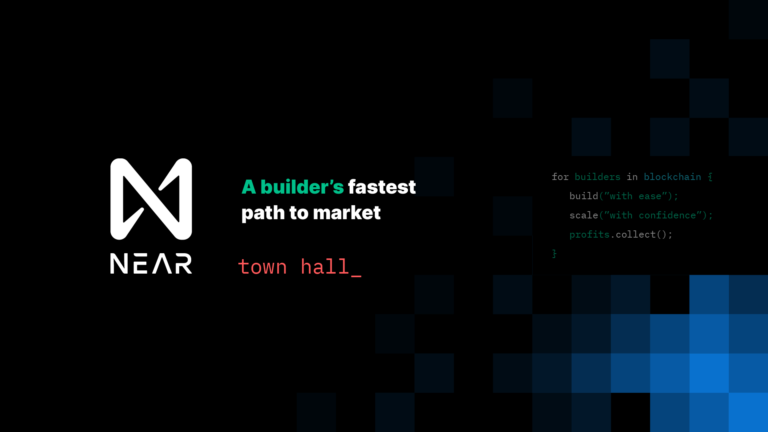 NEAR
A builder’s fastest
path to market
town hall_
for builders in blockchain {
build(”with ease”);
scale(”with confidence”);
profits.collect();
}